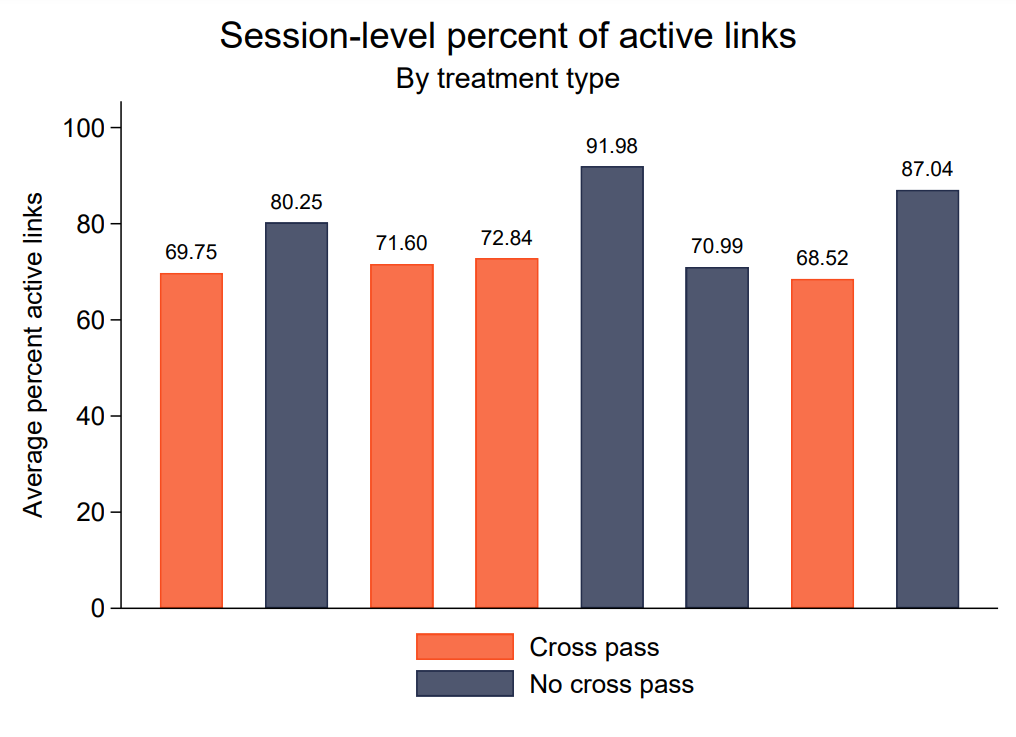 Session-level percent of active links
By treatment type
Average percent active links
100
80
60
40
20
0
69.75
80.25
71.60
72.84
91.98
70.99
68.52
87.04
Cross pass
No cross pass